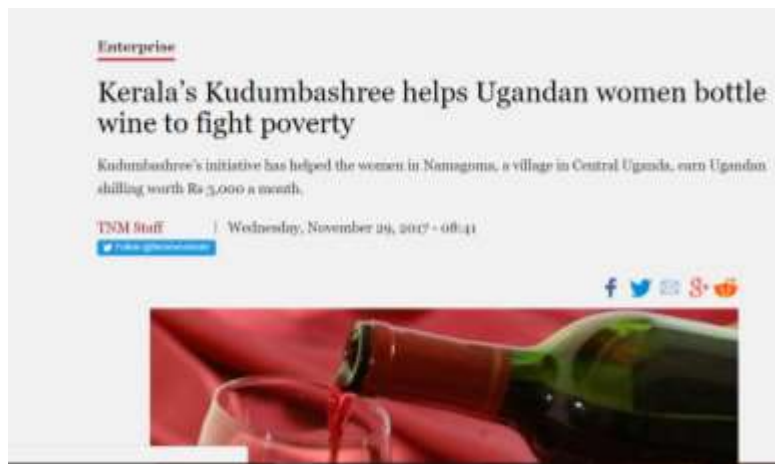 Enterprise
Kerala's Kudumbashree helps Ugandan women bottle
wine to fight poverty
Kudumbashree's initiative has helped the women in Namagoma, a village in Central Uganda, earn Ugandan
shilling worth Rs 3,000 a month.
TNM Staff | Wednesday, November 29, 2017 - 08:41
Follow